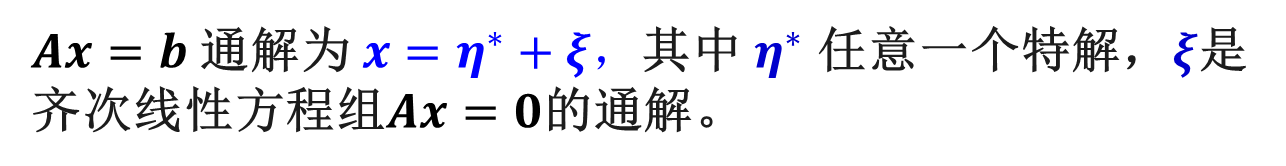 Ax = b 通解为 x = η* + ξ，其中 η* 任意一个特解，ξ是
齐次线性方程组Ax = 0的通解。